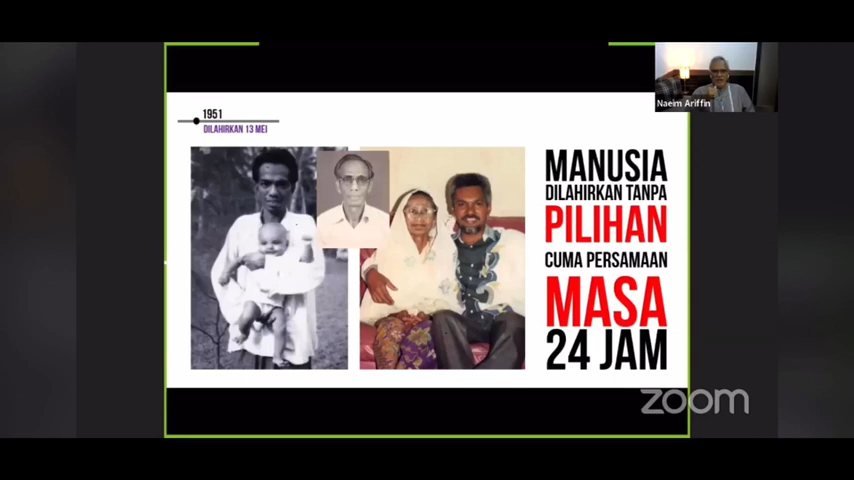 1951
DILAHIRKAN 13 MEI
MANUSIA
DILAHIRKAN TANPA
PILIHAN
CUMA PERSAMAAN
MASA
24 JAM
Naeim Ariffin
zoom